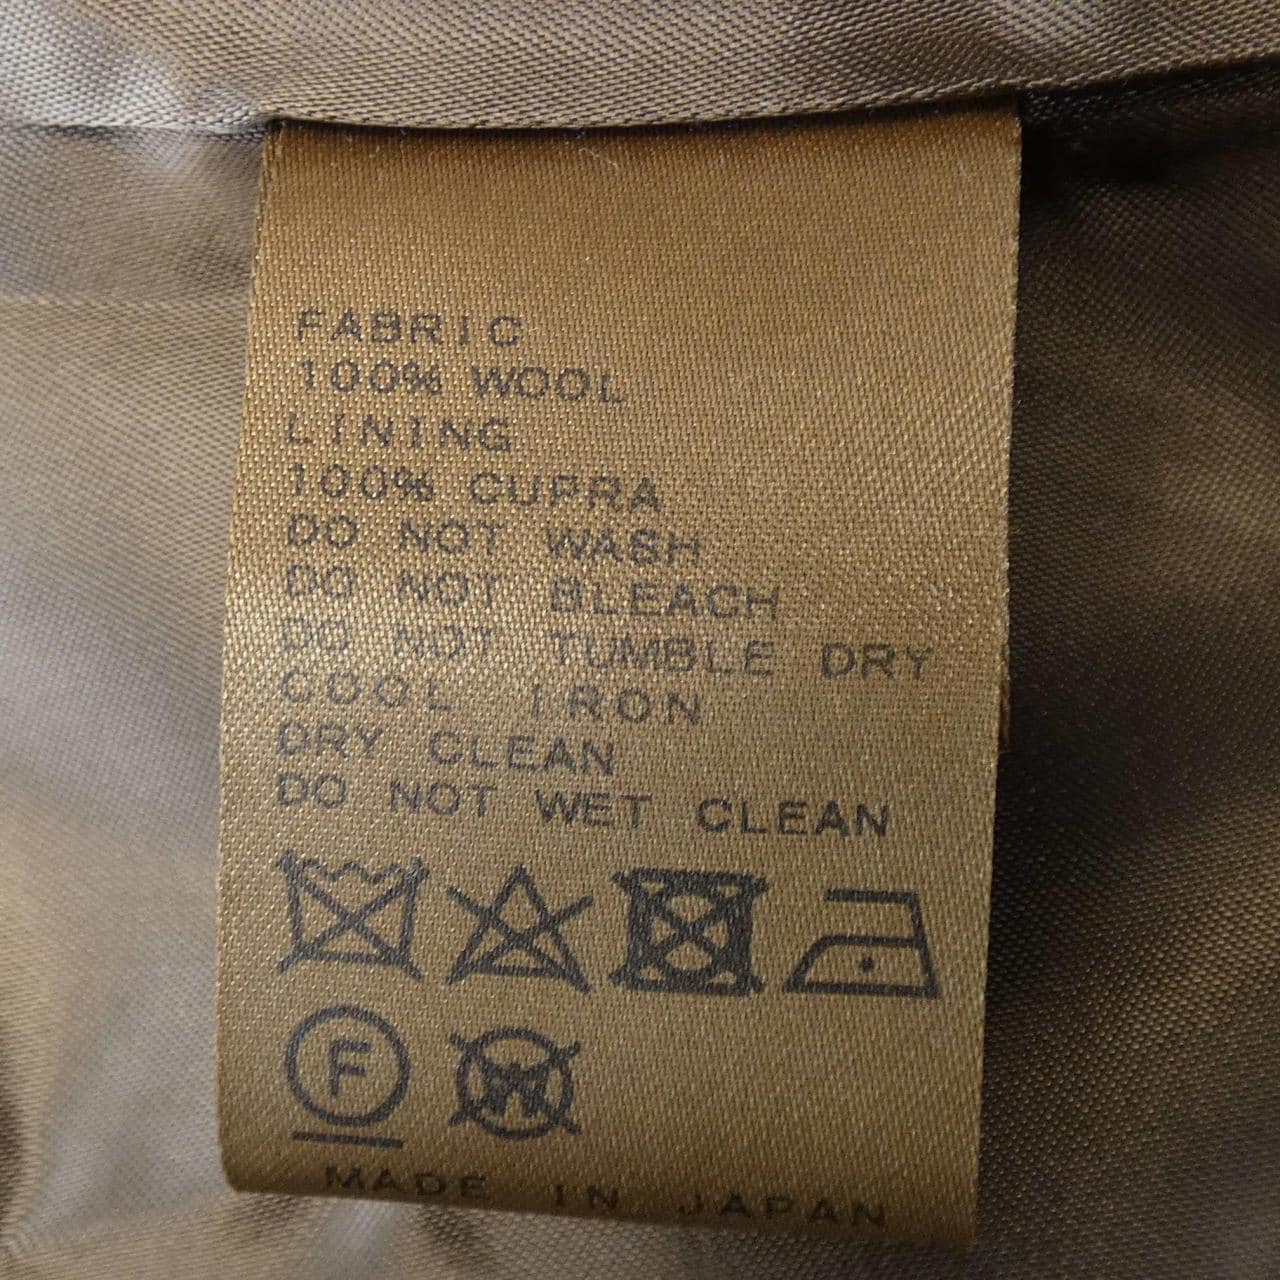 FABRIC
100% WOOL
LINING
100% CUPRA
DO NOT WASH
DO NOT BLEACH
DO NOT TUMBLE DRY
COOL IRON
DRY CLEAN
DO NOT WET CLEAN
F W
MADE IN JAPAN